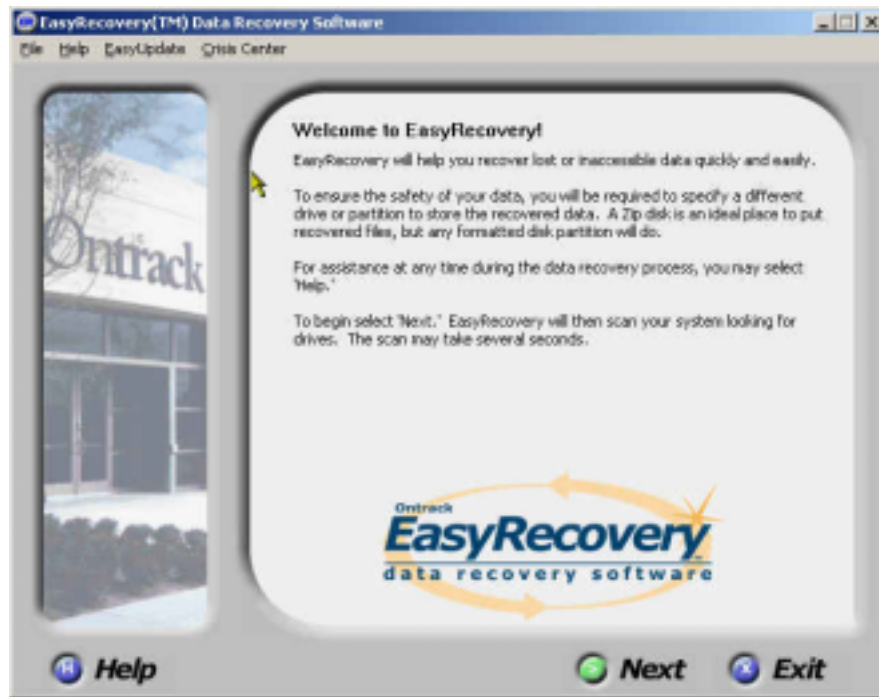 EasyRecovery(TM) Data Recovery Software
File Help EasyUpdate Crisis Center
Ontrack
Welcome to EasyRecovery!
EasyRecovery will help you recover lost or inaccessible data quickly and easily.
To ensure the safety of your data, you will be required to specify a different
drive or partition to store the recovered data. A Zip disk is an ideal place to put
recovered files, but any formatted disk partition will do.
For assistance at any time during the data recovery process, you may select
'Help.'
To begin select 'Next.' EasyRecovery will then scan your system looking for
drives. The scan may take several seconds.
Ontrack
EasyRecovery™
data recovery software
Help
Next
Exit